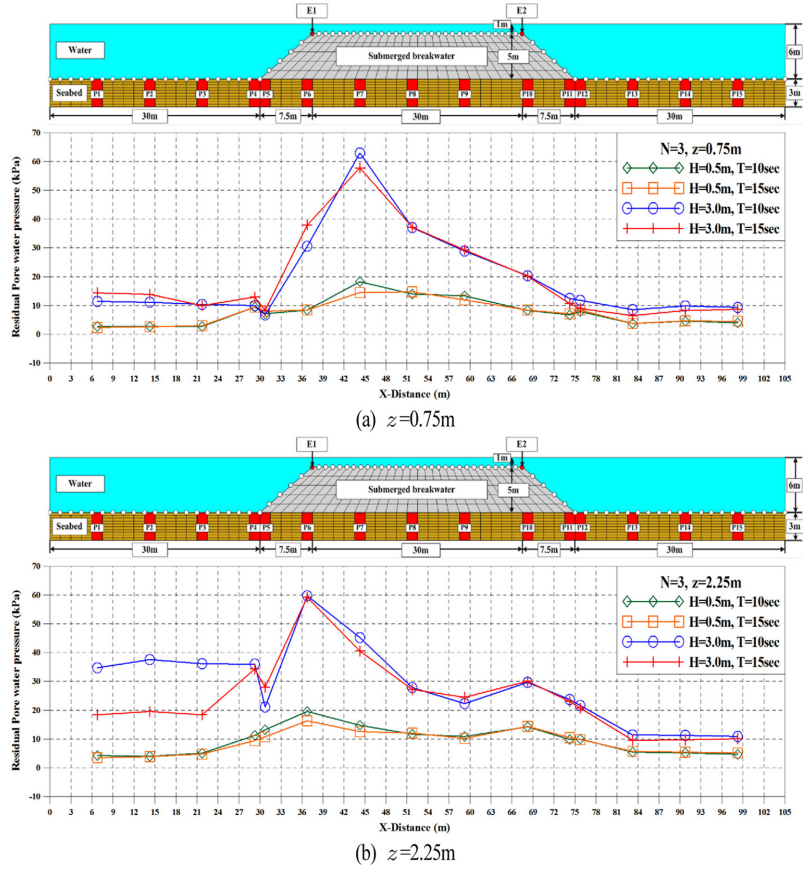 E1 E2
1m
Water Submerged breakwater 5m 6m
Seabed P1 P2 P3 P4 P5 P6 P7 P8 P9 P10 P11 P12 P13 P14 P15 3m
30m 7.5m 30m 7.5m 30m
Residual Pore water pressure (kPa)
70
60
50
40
30
20
10
0
-10
N=3, z=0.75m
H=0.5m, T=10sec
H=0.5m, T=15sec
H=3.0m, T=10sec
H=3.0m, T=15sec
0 3 6 9 12 15 18 21 24 27 30 33 36 39 42 45 48 51 54 57 60 63 66 69 72 75 78 81 84 87 90 93 96 99 102 105
X-Distance (m)
(a) z=0.75m
E1 E2
1m
Water Submerged breakwater 5m 6m
Seabed P1 P2 P3 P4 P5 P6 P7 P8 P9 P10 P11 P12 P13 P14 P15 3m
30m 7.5m 30m 7.5m 30m
Residual Pore water pressure (kPa)
70
60
50
40
30
20
10
0
-10
N=3, z=2.25m
H=0.5m, T=10sec
H=0.5m, T=15sec
H=3.0m, T=10sec
H=3.0m, T=15sec
0 3 6 9 12 15 18 21 24 27 30 33 36 39 42 45 48 51 54 57 60 63 66 69 72 75 78 81 84 87 90 93 96 99 102 105
X-Distance (m)
(b) z=2.25m